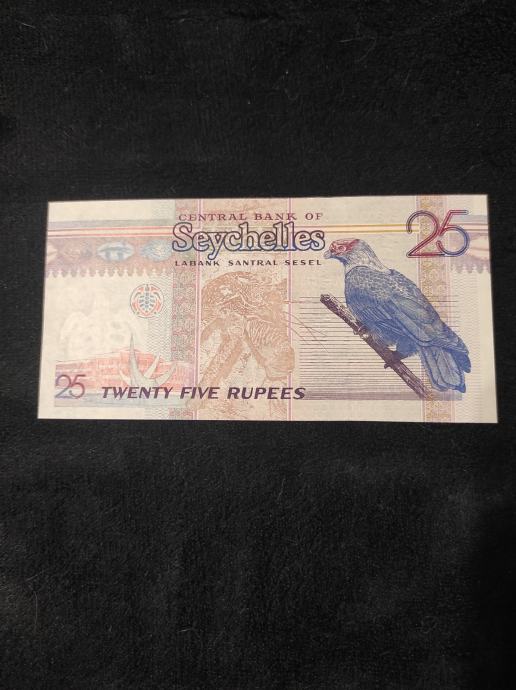 CENTRAL BANK OF
Seychelles
LABANK SANTRAL SESEL
25
25
TWENTY FIVE RUPEES